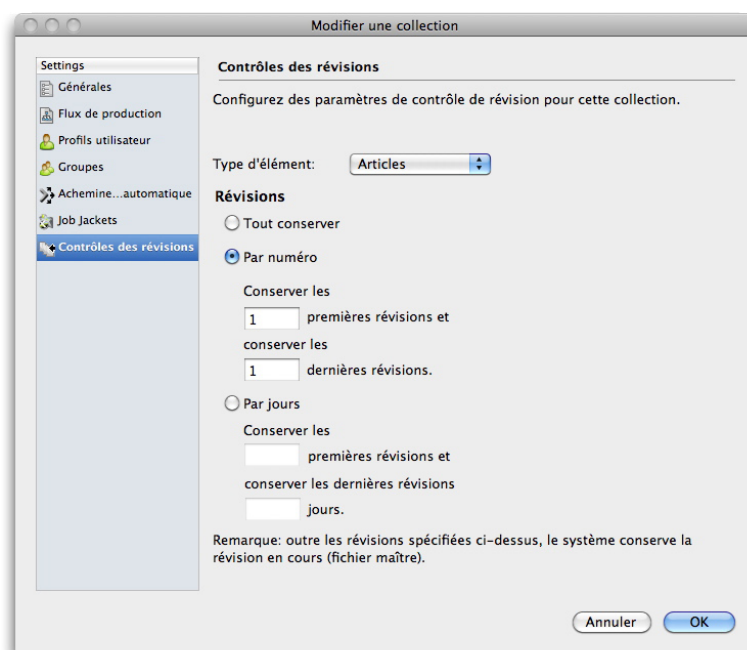 Modifier une collection
Settings
Générales
Flux de production
Profils utilisateur
Groupes
Achemine...automatique
Job Jackets
Contrôles des révisions
Contrôles des révisions
Configurez des paramètres de contrôle de révision pour cette collection.
Type d'élément: Articles
Révisions
Tout conserver
Par numéro
Conserver les
1 premières révisions et
conserver les
1 dernières révisions.
Par jours
Conserver les
premières révisions et
conserver les dernières révisions
jours.
Remarque: outre les révisions spécifiées ci-dessus, le système conserve la
révision en cours (fichier maître).
Annuler OK